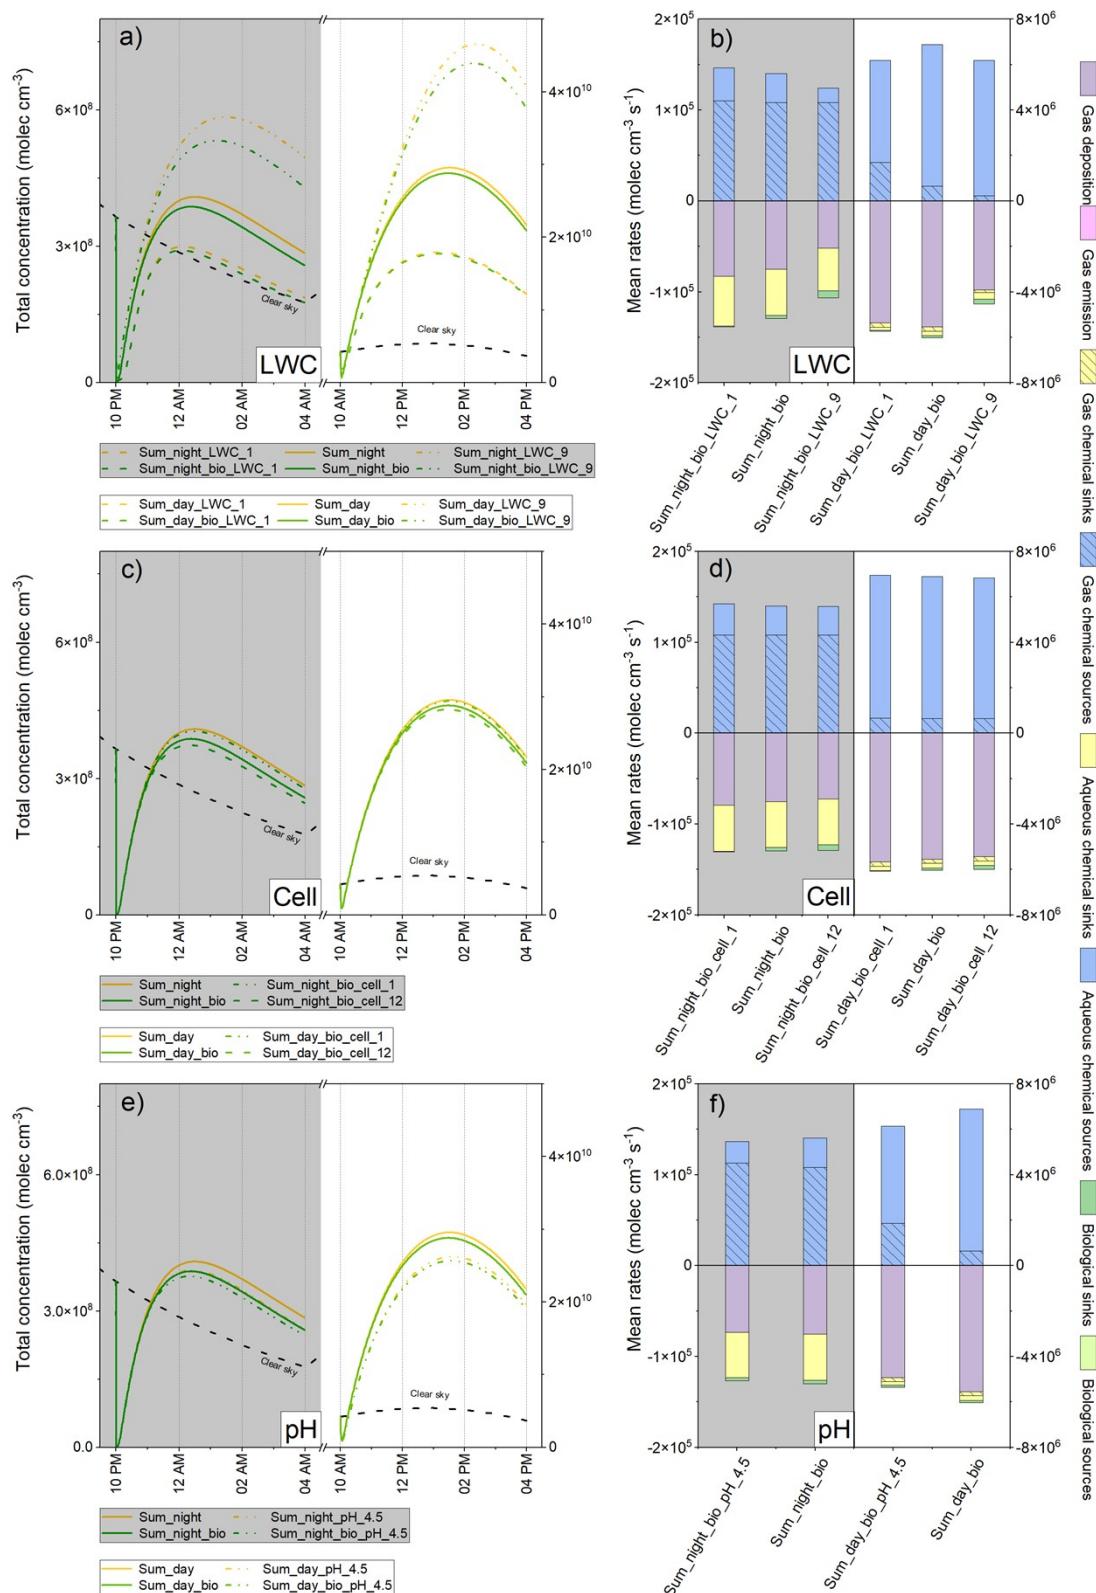 a)
Total concentration (molec cm⁻³)
6×10⁸
3×10⁸
0
4×10¹⁰
2×10¹⁰
0
Clear sky
Clear sky
LWC
10 PM
12 AM
02 AM
04 AM
10 AM
12 PM
02 PM
04 PM
Sum_night_LWC_1 Sum_night Sum_night_LWC_9
Sum_night_bio_LWC_1 Sum_night_bio Sum_night_bio_LWC_9
Sum_day_LWC_1 Sum_day Sum_day_LWC_9
Sum_day_bio_LWC_1 Sum_day_bio Sum_day_bio_LWC_9
b)
Mean rates (molec cm⁻³ s⁻¹)
2×10⁵
1×10⁵
0
-1×10⁵
-2×10⁵
8×10⁶
4×10⁶
0
-4×10⁶
-8×10⁶
LWC
Sum_night_bio_LWC_1
Sum_night_bio
Sum_night_bio_LWC_9
Sum_day_bio_LWC_1
Sum_day_bio
Sum_day_bio_LWC_9
c)
Total concentration (molec cm⁻³)
6×10⁸
3×10⁸
0
4×10¹⁰
2×10¹⁰
0
Clear sky
Clear sky
Cell
10 PM
12 AM
02 AM
04 AM
10 AM
12 PM
02 PM
04 PM
Sum_night Sum_night_bio_cell_1
Sum_night_bio Sum_night_bio_cell_12
Sum_day Sum_day_bio_cell_1
Sum_day_bio Sum_day_bio_cell_12
d)
Mean rates (molec cm⁻³ s⁻¹)
2×10⁵
1×10⁵
0
-1×10⁵
-2×10⁵
8×10⁶
4×10⁶
0
-4×10⁶
-8×10⁶
Cell
Sum_night_bio_cell_1
Sum_night_bio
Sum_night_bio_cell_12
Sum_day_bio_cell_1
Sum_day_bio
Sum_day_bio_cell_12
e)
Total concentration (molec cm⁻³)
6.0×10⁸
3.0×10⁸
0.0
4×10¹⁰
2×10¹⁰
0
Clear sky
Clear sky
pH
10 PM
12 AM
02 AM
04 AM
10 AM
12 PM
02 PM
04 PM
Sum_night Sum_night_pH_4.5
Sum_night_bio Sum_night_bio_pH_4.5
Sum_day Sum_day_pH_4.5
Sum_day_bio Sum_day_bio_pH_4.5
f)
Mean rates (molec cm⁻³ s⁻¹)
2×10⁵
1×10⁵
0
-1×10⁵
-2×10⁵
8×10⁶
4×10⁶
0
-4×10⁶
-8×10⁶
pH
Sum_night_bio_pH_4.5
Sum_night_bio
Sum_day_bio_pH_4.5
Sum_day_bio
Gas deposition
Gas emission
Gas chemical sinks
Gas chemical sources
Aqueous chemical sinks
Aqueous chemical sources
Biological sinks
Biological sources